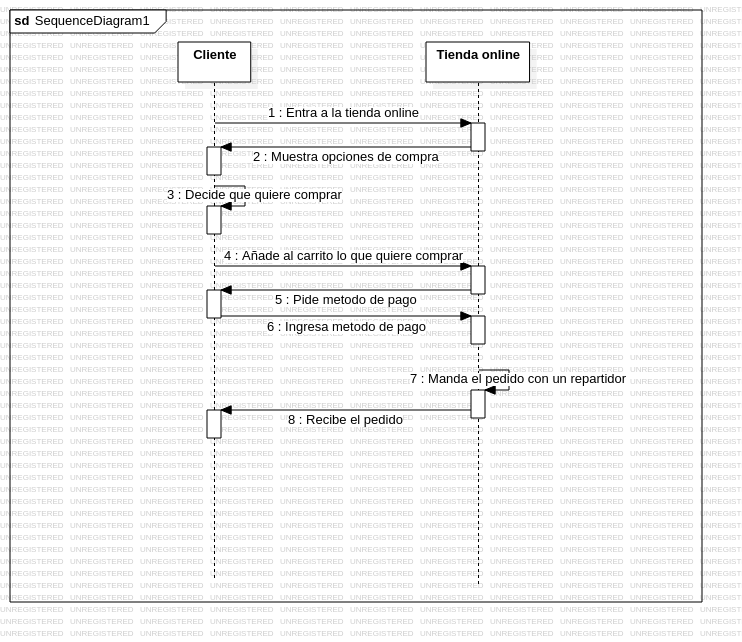 sd SequenceDiagram1
Cliente
Tienda online
1 : Entra a la tienda online
2 : Muestra opciones de compra
3 : Decide que quiere comprar
4 : Añade al carrito lo que quiere comprar
5 : Pide metodo de pago
6 : Ingresa metodo de pago
7 : Manda el pedido con un repartidor
8 : Recibe el pedido
UNREGISTERED